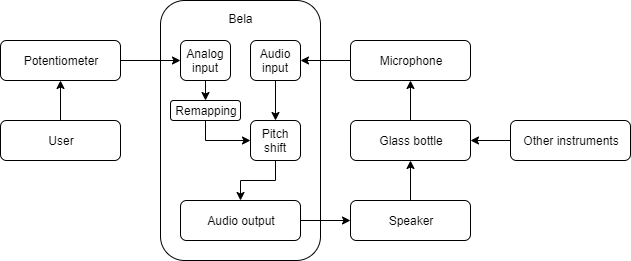 Bela
Potentiometer
Analog
input
Audio
input
Microphone
Remapping
User
Pitch
shift
Glass bottle
Other instruments
Audio output
Speaker